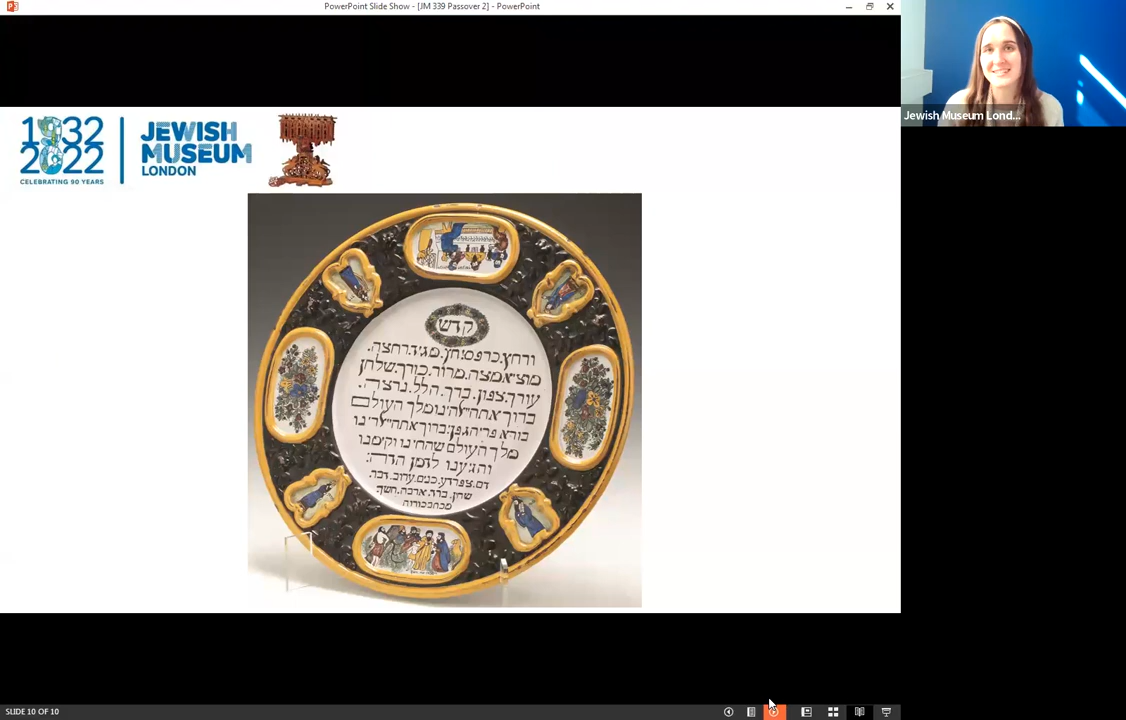 PowerPoint Slide Show - [JM 339 Passover 2] - PowerPoint
1932
2022
CELEBRATING 90 YEARS
JEWISH
MUSEUM
LONDON
קדש
ורחץ.כרפס.יחץ.מגיד.רחצה.
מוציא.מצה.מרור.כורך.שלחן
עורך.צפון.ברך.הלל.נרצה:
ברוך אתה יי אלהינו מלך העולם
בורא פרי הגפן: ברוך אתה יי אלהינו
מלך העולם שהחיינו וקימנו
והגיענו לזמן הזה:
דם.צפרדע.כנים.ערוב.דבר.
שחין.ברד.ארבה.חשך.
מכת בכורות
Jewish Museum Lond...
SLIDE 10 OF 10